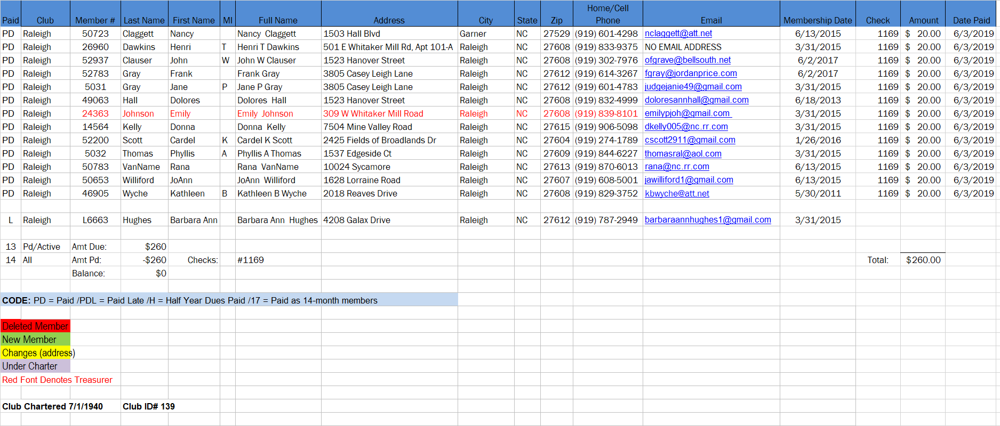 Paid Club Member # Last Name First Name MI Full Name Address City State Zip Home/Cell Phone Email Membership Date Check Amount Date Paid
PD Raleigh 50723 Claggett Nancy Nancy Claggett 1503 Hall Blvd Garner NC 27529 (919) 601-4298 nclaggett@att.net 6/13/2015 1169 $ 20.00 6/3/2019
PD Raleigh 26960 Dawkins Henri T Henri T Dawkins 501 E Whitaker Mill Rd, Apt 101-A Raleigh NC 27608 (919) 833-9375 NO EMAIL ADDRESS 3/31/2015 1169 $ 20.00 6/3/2019
PD Raleigh 52937 Clauser John W John W Clauser 1523 Hanover Street Raleigh NC 27608 (919) 302-7976 ofgrave@bellsouth.net 6/2/2017 1169 $ 20.00 6/3/2019
PD Raleigh 52783 Gray Frank Frank Gray 3805 Casey Leigh Lane Raleigh NC 27612 (919) 614-3267 fgray@jordanprice.com 6/2/2017 1169 $ 20.00 6/3/2019
PD Raleigh 5031 Gray Jane P Jane P Gray 3805 Casey Leigh Lane Raleigh NC 27612 (919) 601-4783 judgejanie49@gmail.com 3/31/2015 1169 $ 20.00 6/3/2019
PD Raleigh 49063 Hall Dolores Dolores Hall 1523 Hanover Street Raleigh NC 27608 (919) 832-4999 doloresannhall@gmail.com 6/18/2013 1169 $ 20.00 6/3/2019
PD Raleigh 24363 Johnson Emily Emily Johnson 309 W Whitaker Mill Road Raleigh NC 27608 (919) 839-8101 emilypjoh@gmail.com 3/31/2015 1169 $ 20.00 6/3/2019
PD Raleigh 14564 Kelly Donna Donna Kelly 7504 Mine Valley Road Raleigh NC 27615 (919) 906-5098 dkelly005@nc.rr.com 3/31/2015 1169 $ 20.00 6/3/2019
PD Raleigh 52200 Scott Cardel K Cardel K Scott 2425 Fields of Broadlands Dr Raleigh NC 27604 (919) 274-1789 cscott2911@gmail.com 1/26/2016 1169 $ 20.00 6/3/2019
PD Raleigh 5032 Thomas Phyllis A Phyllis A Thomas 1537 Edgeside Ct Raleigh NC 27609 (919) 844-6227 thomasral@aol.com 3/31/2015 1169 $ 20.00 6/3/2019
PD Raleigh 50783 VanName Rana Rana VanName 10024 Sycamore Raleigh NC 27613 (919) 870-6013 rana@nc.rr.com 6/13/2015 1169 $ 20.00 6/3/2019
PD Raleigh 50653 Williford JoAnn JoAnn Williford 1628 Lorraine Road Raleigh NC 27607 (919) 608-5001 jawilliford1@gmail.com 6/13/2015 1169 $ 20.00 6/3/2019
PD Raleigh 46905 Wyche Kathleen B Kathleen B Wyche 2018 Reaves Drive Raleigh NC 27608 (919) 829-3752 kbwyche@att.net 5/30/2011 1169 $ 20.00 6/3/2019
L Raleigh L6663 Hughes Barbara Ann Barbara Ann Hughes 4208 Galax Drive Raleigh NC 27612 (919) 787-2949 barbaraannhughes1@gmail.com 3/31/2015
13 Pd/Active Amt Due: $260
14 All Amt Pd: -$260 Checks: #1169 Total: $260.00
Balance: $0
CODE: PD = Paid /PDL = Paid Late /H = Half Year Dues Paid /17 = Paid as 14-month members
Deleted Member
New Member
Changes (address)
Under Charter
Red Font Denotes Treasurer
Club Chartered 7/1/1940 Club ID# 139